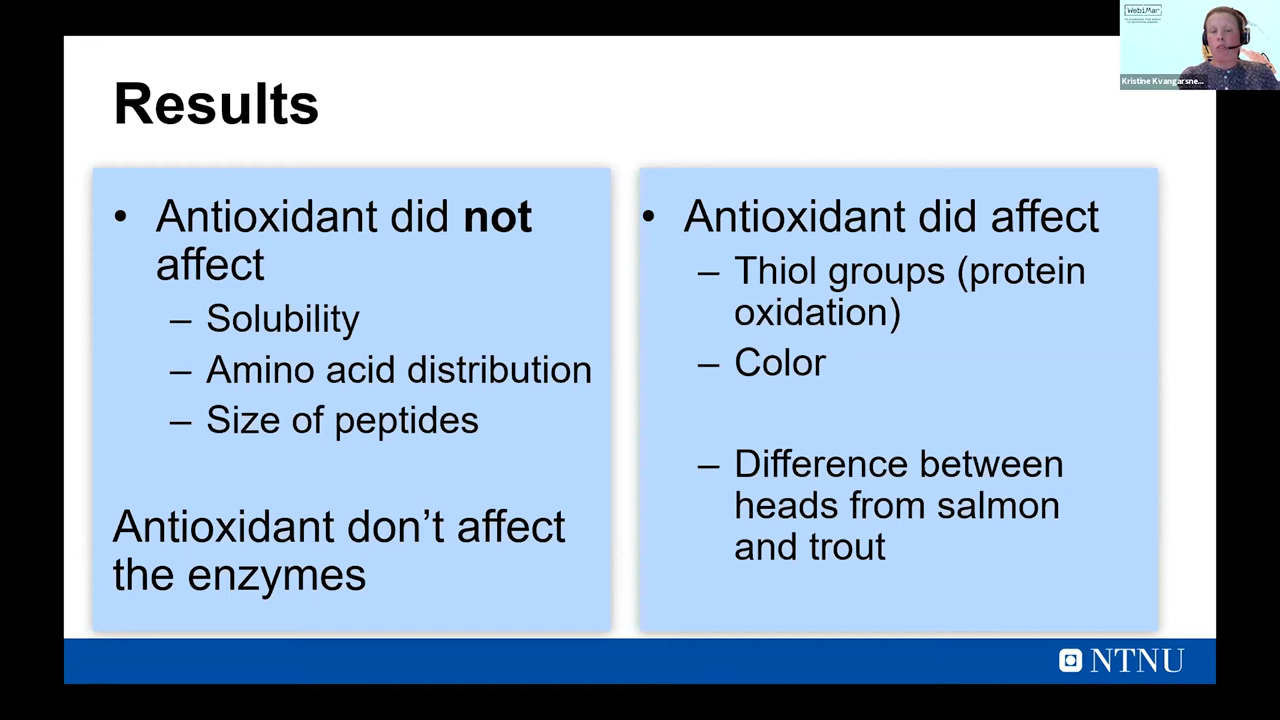 Results
• Antioxidant did not
affect
– Solubility
– Amino acid distribution
– Size of peptides
Antioxidant don’t affect
the enzymes
• Antioxidant did affect
– Thiol groups (protein
oxidation)
– Color
– Difference between
heads from salmon
and trout
NTNU
WebiMar
Kristine Kvangarsne...